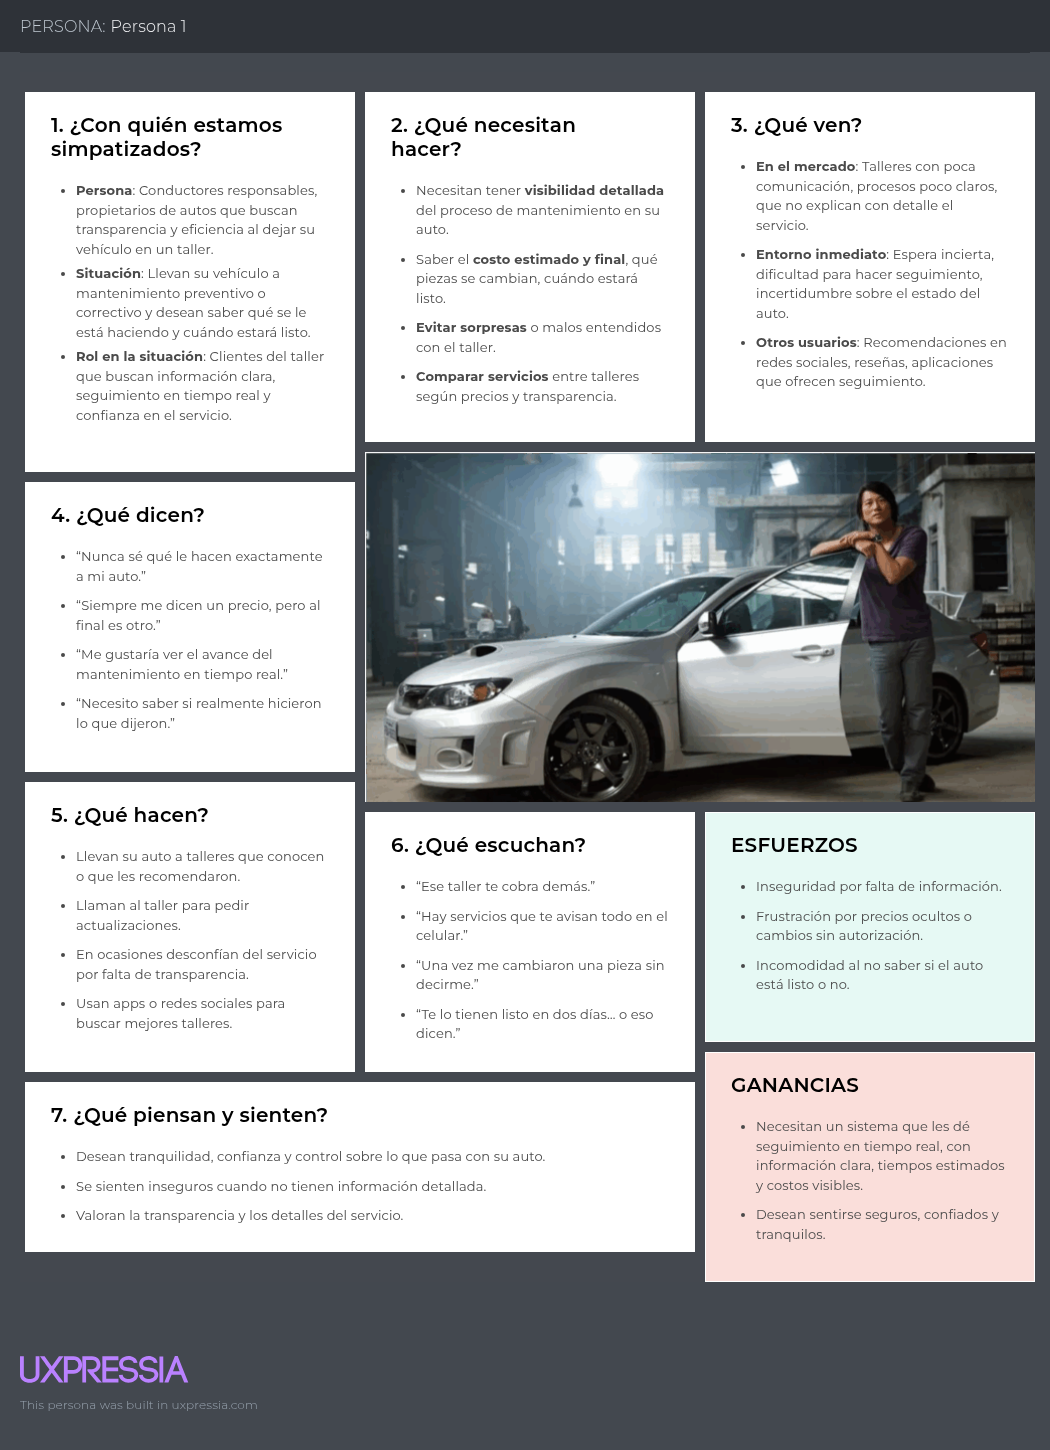 PERSONA: Persona 1
1. ¿Con quién estamos
simpatizados?
• Persona: Conductores responsables,
propietarios de autos que buscan
transparencia y eficiencia al dejar su
vehículo en un taller.
• Situación: Llevan su vehículo a
mantenimiento preventivo o
correctivo y desean saber qué se le
está haciendo y cuándo estará listo.
• Rol en la situación: Clientes del taller
que buscan información clara,
seguimiento en tiempo real y
confianza en el servicio.
2. ¿Qué necesitan
hacer?
• Necesitan tener visibilidad detallada
del proceso de mantenimiento en su
auto.
• Saber el costo estimado y final, qué
piezas se cambian, cuándo estará
listo.
• Evitar sorpresas o malos entendidos
con el taller.
• Comparar servicios entre talleres
según precios y transparencia.
3. ¿Qué ven?
• En el mercado: Talleres con poca
comunicación, procesos poco claros,
que no explican con detalle el
servicio.
• Entorno inmediato: Espera incierta,
dificultad para hacer seguimiento,
incertidumbre sobre el estado del
auto.
• Otros usuarios: Recomendaciones en
redes sociales, reseñas, aplicaciones
que ofrecen seguimiento.
4. ¿Qué dicen?
• “Nunca sé qué le hacen exactamente
a mi auto.”
• “Siempre me dicen un precio, pero al
final es otro.”
• “Me gustaría ver el avance del
mantenimiento en tiempo real.”
• “Necesito saber si realmente hicieron
lo que dijeron.”
5. ¿Qué hacen?
• Llevan su auto a talleres que conocen
o que les recomendaron.
• Llaman al taller para pedir
actualizaciones.
• En ocasiones desconfían del servicio
por falta de transparencia.
• Usan apps o redes sociales para
buscar mejores talleres.
6. ¿Qué escuchan?
• “Ese taller te cobra demás.”
• “Hay servicios que te avisan todo en el
celular.”
• “Una vez me cambiaron una pieza sin
decirme.”
• “Te lo tienen listo en dos días... o eso
dicen.”
ESFUERZOS
• Inseguridad por falta de información.
• Frustración por precios ocultos o
cambios sin autorización.
• Incomodidad al no saber si el auto
está listo o no.
GANANCIAS
• Necesitan un sistema que les dé
seguimiento en tiempo real, con
información clara, tiempos estimados
y costos visibles.
• Desean sentirse seguros, confiados y
tranquilos.
7. ¿Qué piensan y sienten?
• Desean tranquilidad, confianza y control sobre lo que pasa con su auto.
• Se sienten inseguros cuando no tienen información detallada.
• Valoran la transparencia y los detalles del servicio.
UXPRESSIA
This persona was built in uxpressia.com